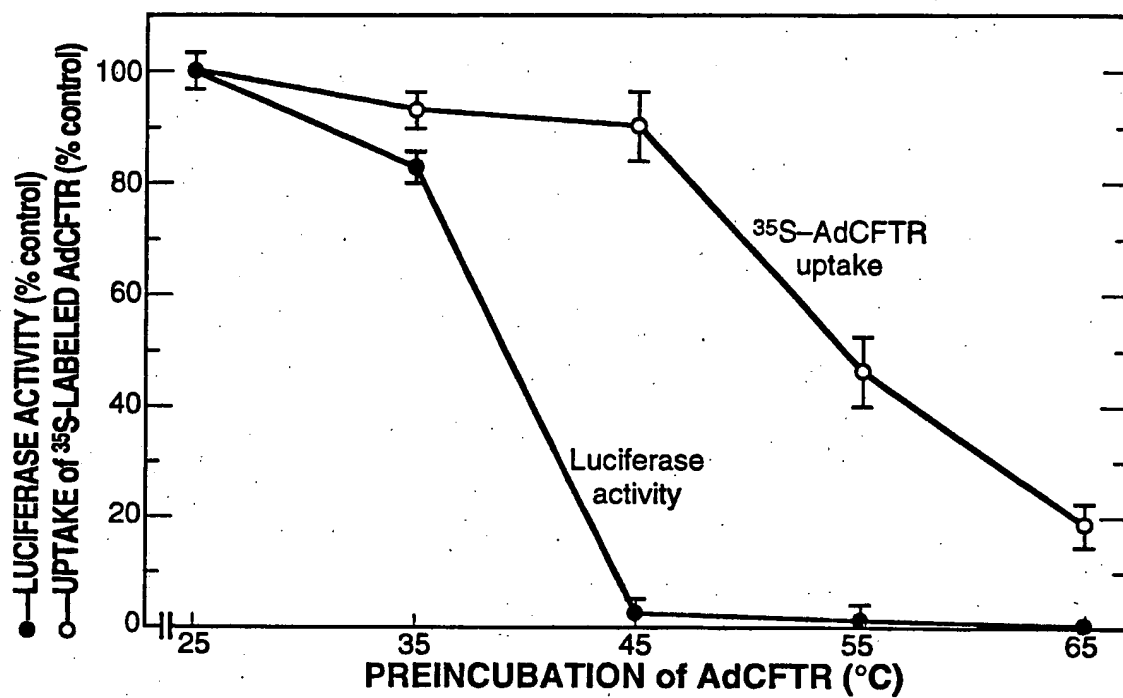 LUCIFERASE ACTIVITY (% control)
UPTAKE of ³⁵S-LABELED AdCFTR (% control)
100
80
60
40
20
0
³⁵S–AdCFTR
uptake
Luciferase
activity
25 35 45 55 65
PREINCUBATION of AdCFTR (°C)